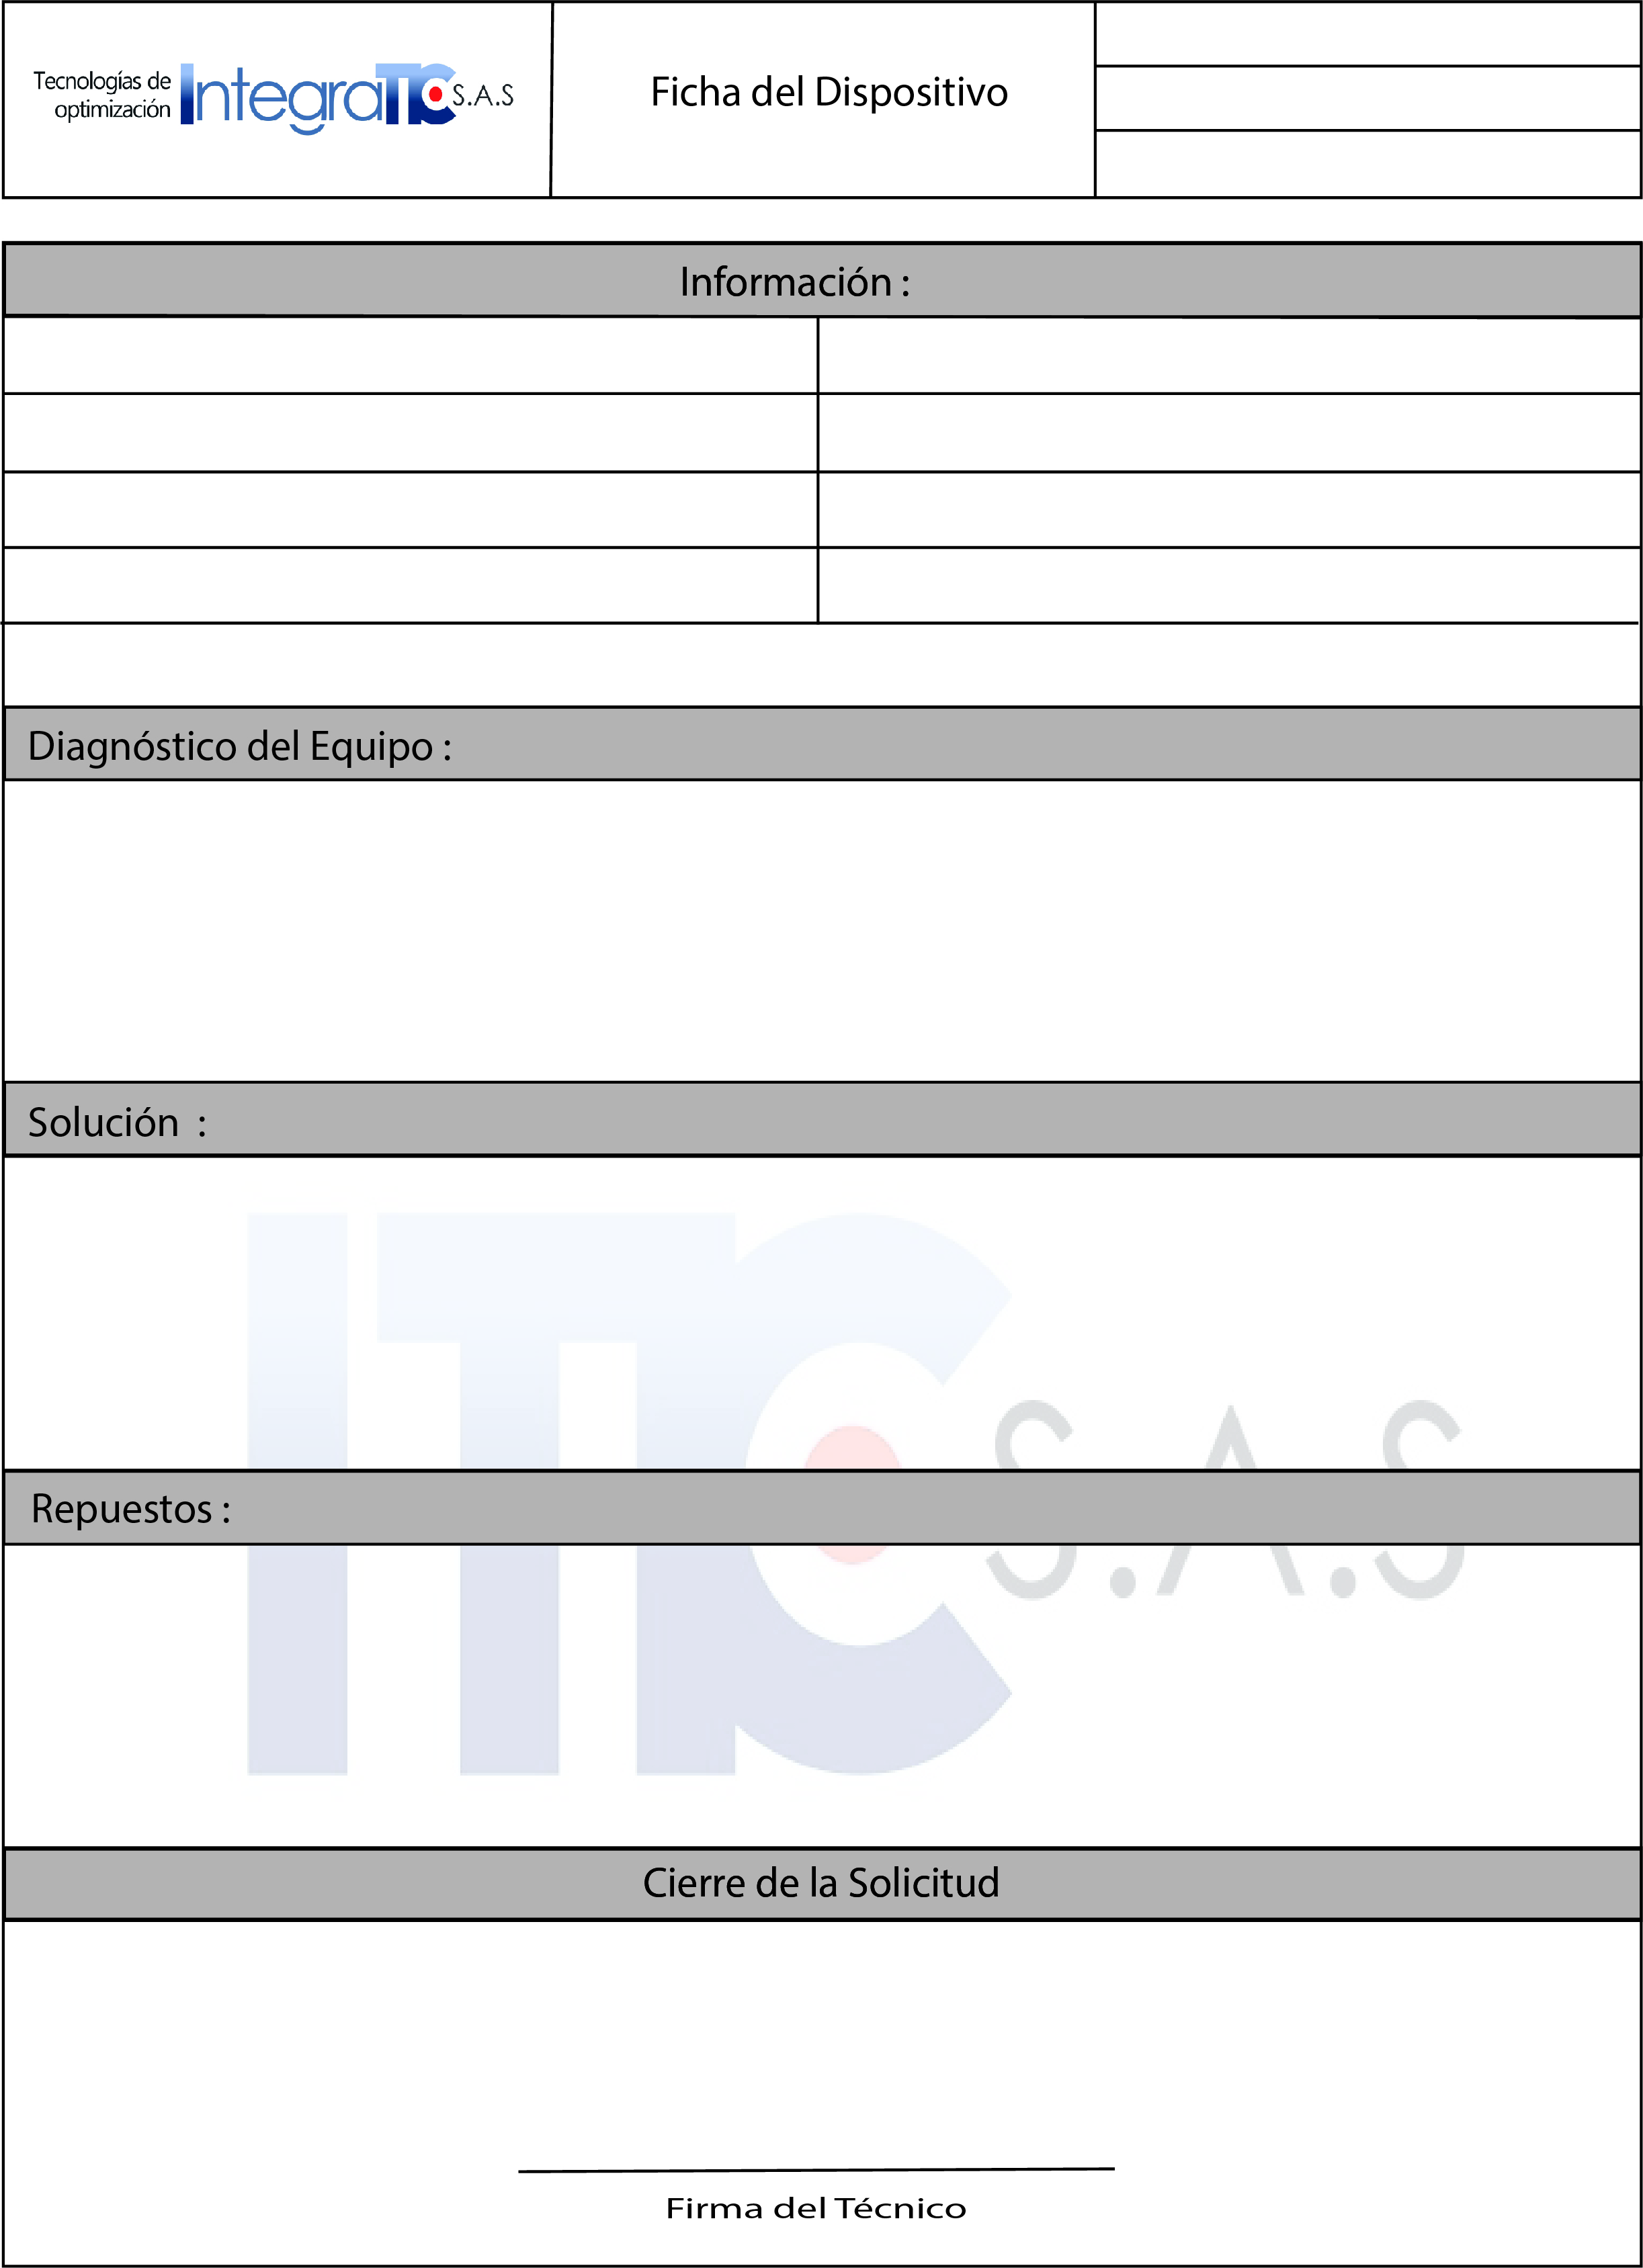 Tecnologías de
optimización
IntegraITC S.A.S
Ficha del Dispositivo
Información :
Diagnóstico del Equipo :
Solución  :
ITC S.A.S
Repuestos :
Cierre de la Solicitud
Firma del Técnico